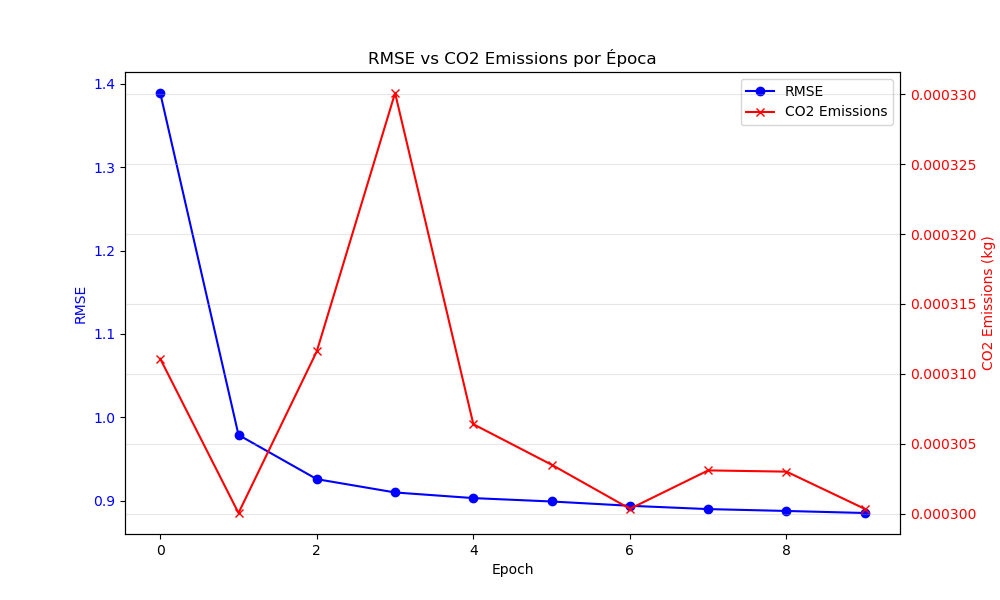 RMSE vs CO2 Emissions por Época
RMSE
CO2 Emissions
1.4
1.3
1.2
1.1
1.0
0.9
RMSE
0.000330
0.000325
0.000320
0.000315
0.000310
0.000305
0.000300
CO2 Emissions (kg)
0 2 4 6 8
Epoch